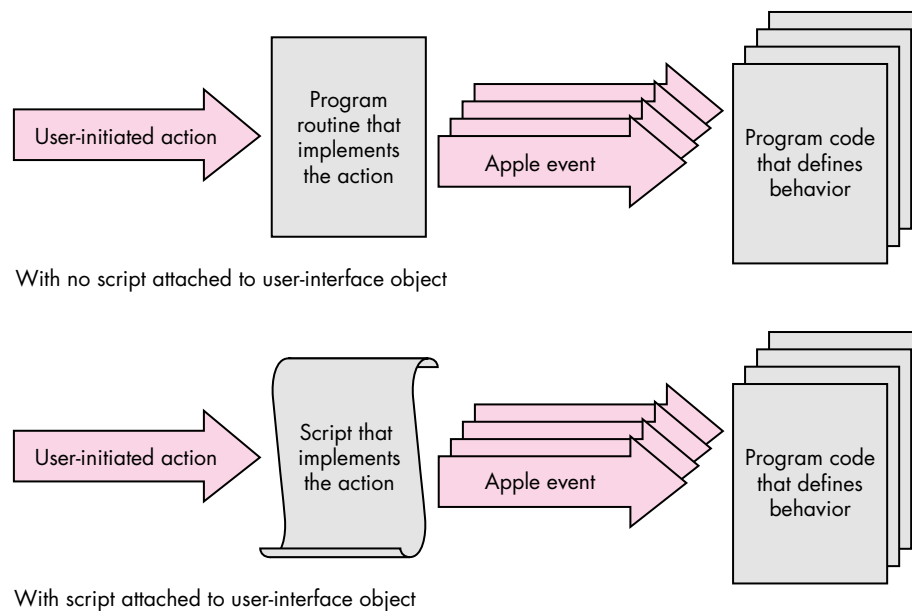 User-initiated action
Program
routine that
implements
the action
Apple event
Program code
that defines
behavior
With no script attached to user-interface object
User-initiated action
Script that
implements
the action
Apple event
Program code
that defines
behavior
With script attached to user-interface object